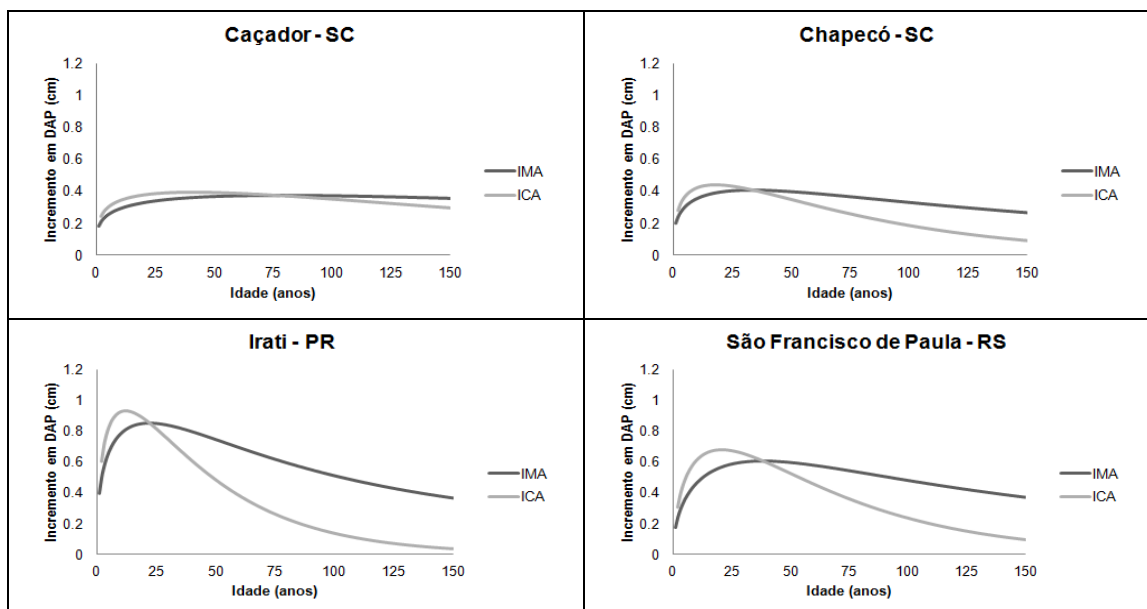 Caçador - SC
Incremento em DAP (cm)
1.2
1
0.8
0.6
0.4
0.2
0
0 25 50 75 100 125 150
Idade (anos)
IMA
ICA
Chapecó - SC
Incremento em DAP (cm)
1.2
1
0.8
0.6
0.4
0.2
0
0 25 50 75 100 125 150
Idade (anos)
IMA
ICA
Irati - PR
Incremento em DAP (cm)
1.2
1
0.8
0.6
0.4
0.2
0
0 25 50 75 100 125 150
Idade (anos)
IMA
ICA
São Francisco de Paula - RS
Incremento em DAP (cm)
1.2
1
0.8
0.6
0.4
0.2
0
0 25 50 75 100 125 150
Idade (anos)
IMA
ICA